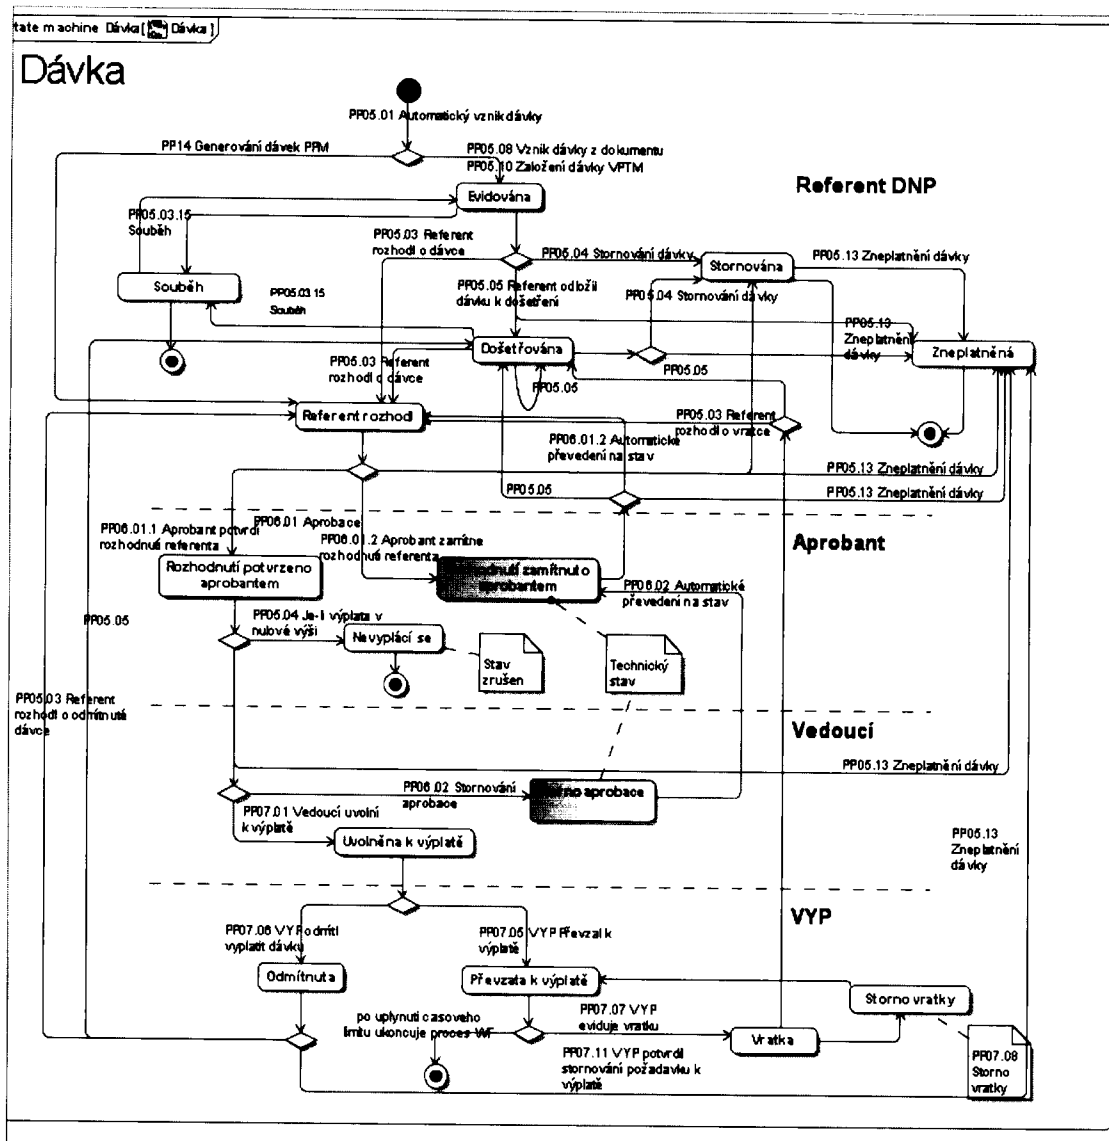 tate machine Dávka[ Dávka ]
Dávka
PP05.01 Automatický vznik dávky
PP14 Generování dávek PPM
PP05.08 Vznik dávky z dokumentu
PP05.10 Založení dávky VPTM
Referent DNP
Evidována
PP05.03.15
Souběh
PP05.03 Referent
rozhodl o dávce
PP05.04 Stornování dávky
Stornována
PP05.13 Zneplatnění dávky
Souběh
PP05.03.15
Souběh
PP05.05 Referent odložil
dávku k došetření
PP05.04 Stornování dávky
PP05.13
Zneplatnění
dávky
Došetřována
Zneplatněná
PP05.03 Referent
rozhodl o dávce
PP05.05
PP05.05
Referent rozhodl
PP05.03 Referent
rozhodl o vratce
PP06.01.2 Automatické
převedení na stav
PP05.13 Zneplatnění dávky
PP05.05
PP05.13 Zneplatnění dávky
PP06.01 Aprobace
PP06.01.1 Aprobant potvrdí
rozhodnutí referenta
PP06.01.2 Aprobant zamítne
rozhodnutí referenta
Aprobant
Rozhodnutí potvrzeno
aprobantem
zamítnuto
aprobantem
PP06.02 Automatické
převedení na stav
PP05.05
PP05.04 Je-li výplata v
nulové výši
Nevyplácí se
Stav
zrušen
Technický
stav
PP05.03 Referent
rozhodl o odmítnuté
dávce
Vedoucí
PP05.13 Zneplatnění dávky
PP06.02 Stornování
aprobace
aprobace
PP07.01 Vedoucí uvolní
k výplatě
Uvolněna k výplatě
PP05.13
Zneplatnění
dávky
VYP
PP07.06 VYP odmítl
vyplatit dávku
PP07.05 VYP Převzal k
výplatě
Odmítnuta
Převzata k výplatě
Storno vratky
po uplynutí casoveho
limitu ukoncuje proces WF
PP07.07 VYP
eviduje vratku
Vratka
PP07.11 VYP potvrdil
stornování požadavku k
výplatě
PP07.08
Storno
vratky